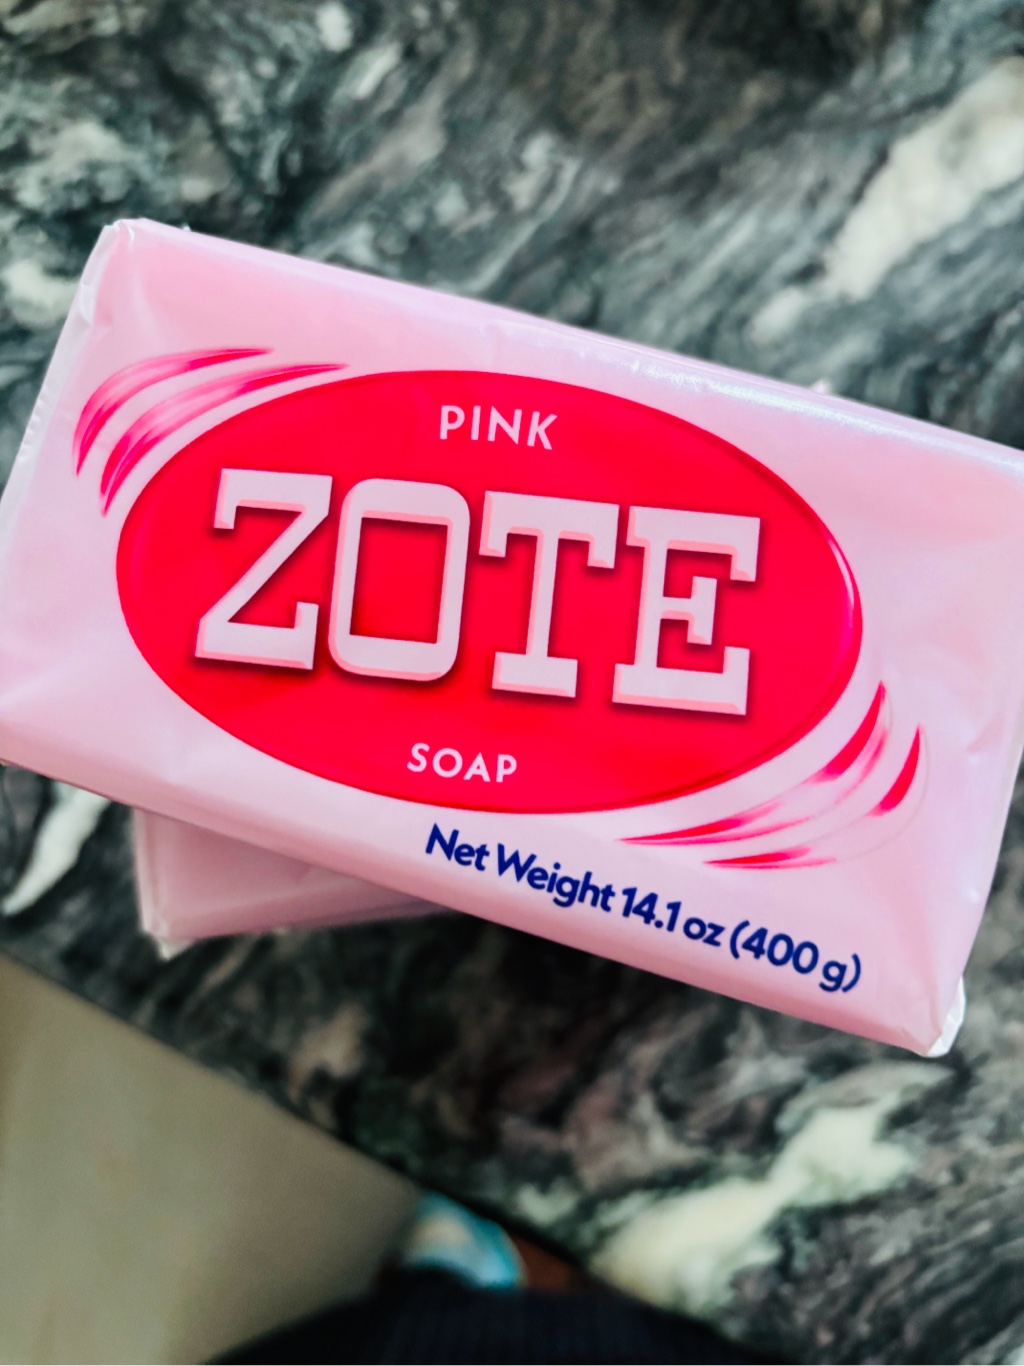 PINK
ZOTE
SOAP
Net Weight 14.1 oz (400 g)